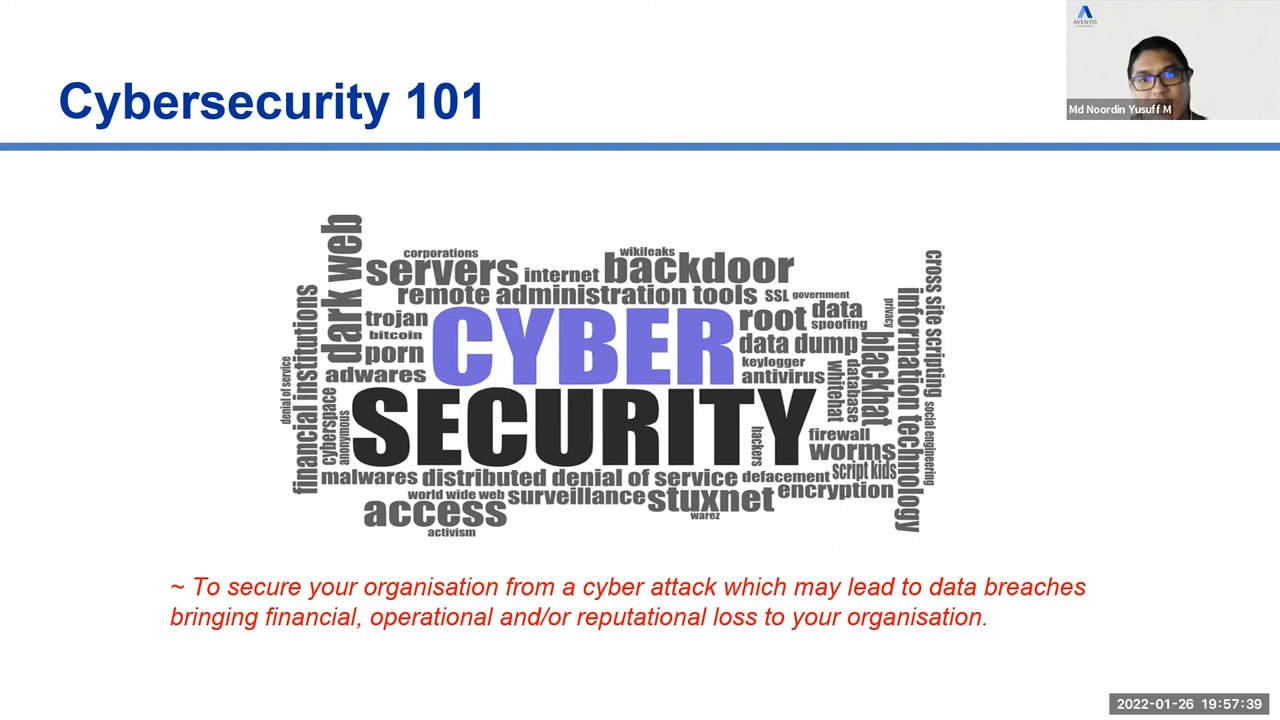 AVENTIS
Md Noordin Yusuff M
Cybersecurity 101
dark web
corporations
wikileaks
servers
internet
backdoor
remote administration tools
SSL
government
trojan
CYBER
root
data
spoofing
privacy
bitcoin
porn
data dump
keylogger
adwares
antivirus
denial of service
financial institutions
cyberspace
anonymous
SECURITY
hackers
whitehat
database
blackhat
information technology
cross site scripting
social engineering
firewall
worms
malwares
distributed denial of service
defacement
script kids
world wide web
surveillance
stuxnet
encryption
access
warez
activism
~ To secure your organisation from a cyber attack which may lead to data breaches
bringing financial, operational and/or reputational loss to your organisation.
2022-01-26 19:57:39